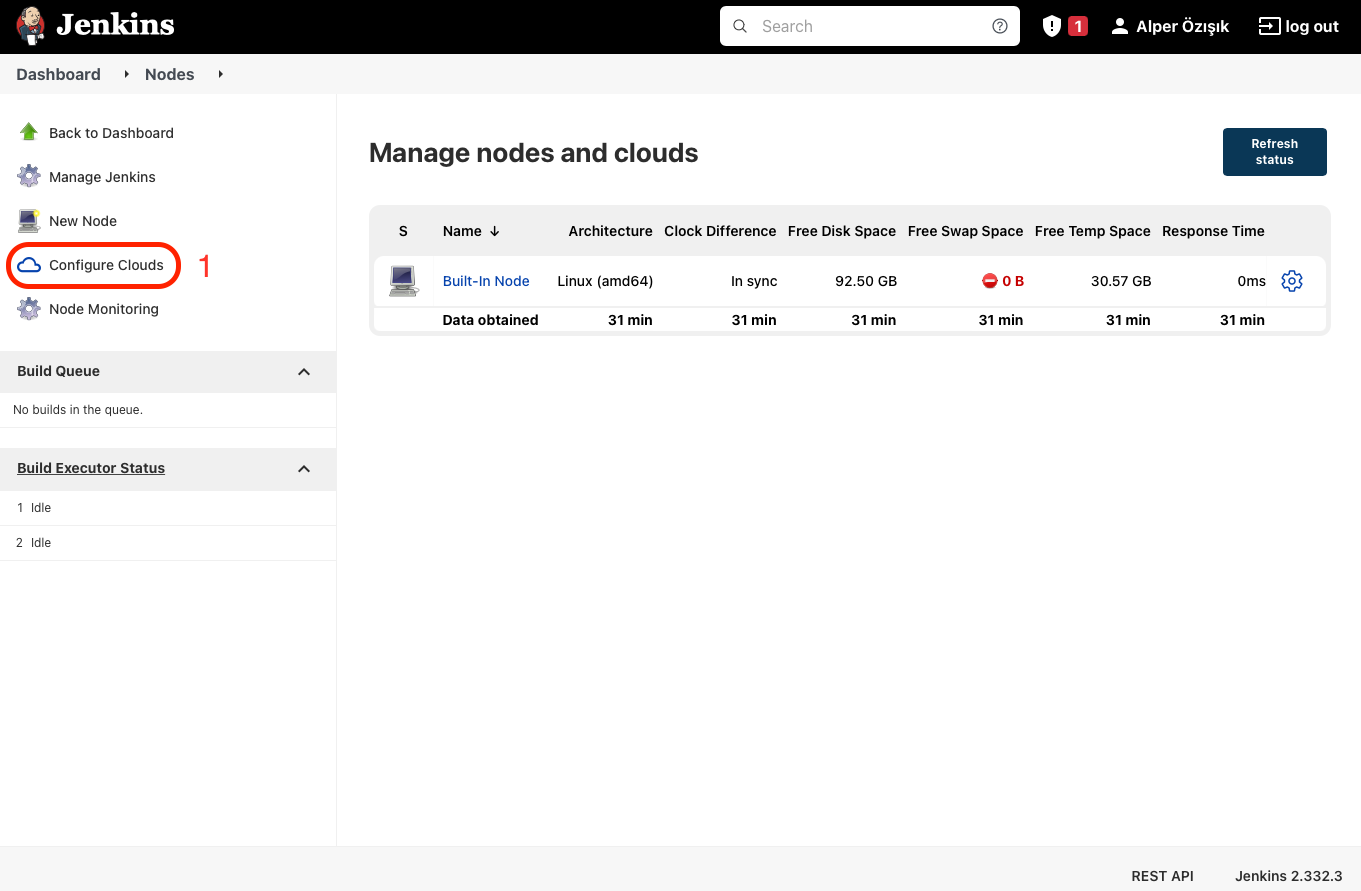 Jenkins
Search
1
Alper Özışık
log out
Dashboard
Nodes
Back to Dashboard
Manage Jenkins
New Node
Configure Clouds 1
Node Monitoring
Build Queue
No builds in the queue.
Build Executor Status
1 Idle
2 Idle
Manage nodes and clouds
Refresh
status
S Name ↓ Architecture Clock Difference Free Disk Space Free Swap Space Free Temp Space Response Time
Built-In Node Linux (amd64) In sync 92.50 GB 0 B 30.57 GB 0ms
Data obtained 31 min 31 min 31 min 31 min 31 min 31 min
REST API Jenkins 2.332.3